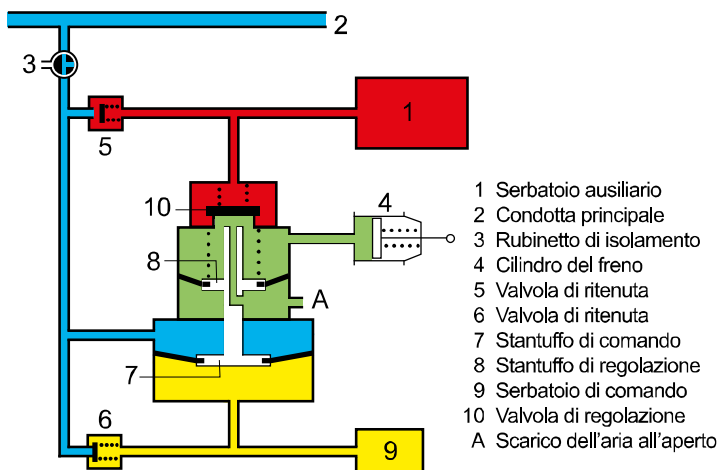 2
3
5
1
10
4
8
A
7
6
9
1 Serbatoio ausiliario
2 Condotta principale
3 Rubinetto di isolamento
4 Cilindro del freno
5 Valvola di ritenuta
6 Valvola di ritenuta
7 Stantuffo di comando
8 Stantuffo di regolazione
9 Serbatoio di comando
10 Valvola di regolazione
A Scarico dell'aria all'aperto